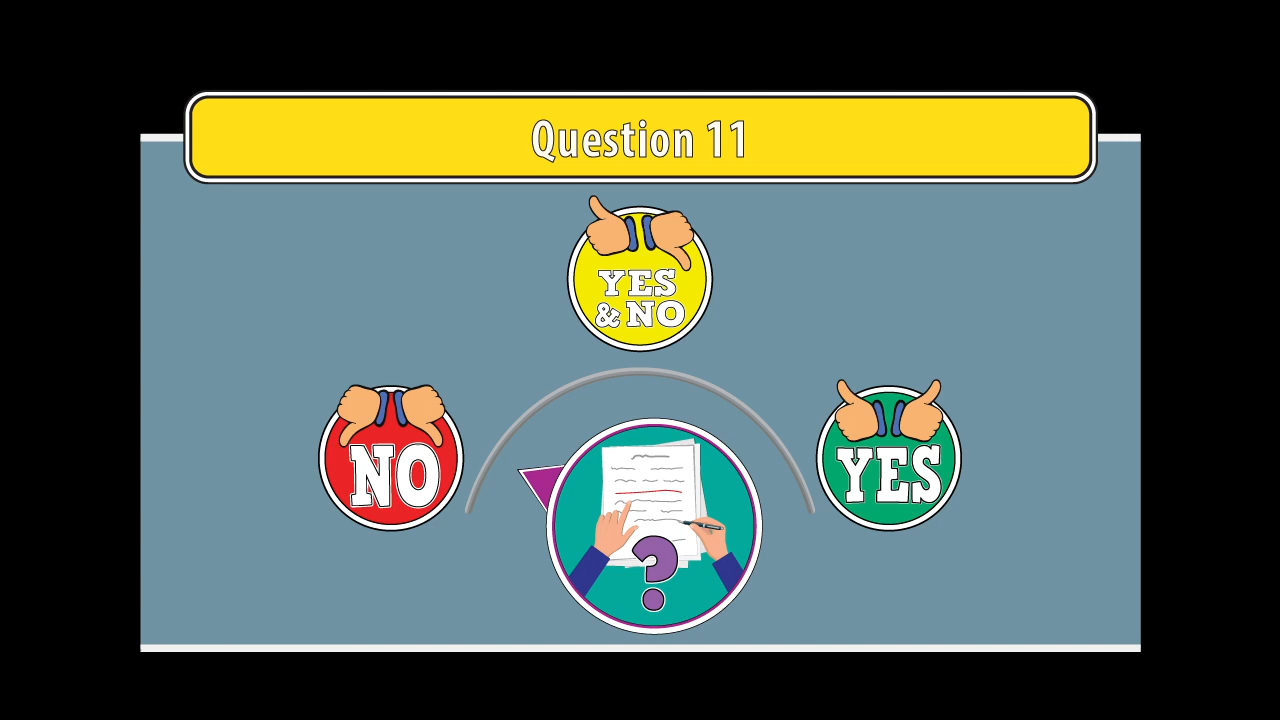 Question 11
YES
& NO
NO
YES
?